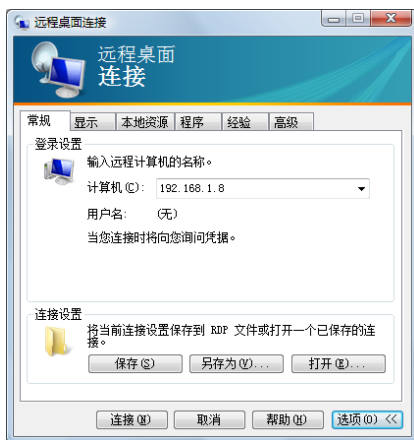 远程桌面连接
远程桌面
连接
常规 显示 本地资源 程序 经验 高级
登录设置
输入远程计算机的名称。
计算机(C): 192.168.1.8
用户名: (无)
当您连接时将向您询问凭据。
连接设置
将当前连接设置保存到 RDP 文件或打开一个已保存的连
接。
保存(S) 另存为(V)... 打开(E)...
连接(N) 取消 帮助(H) 选项(O) <<